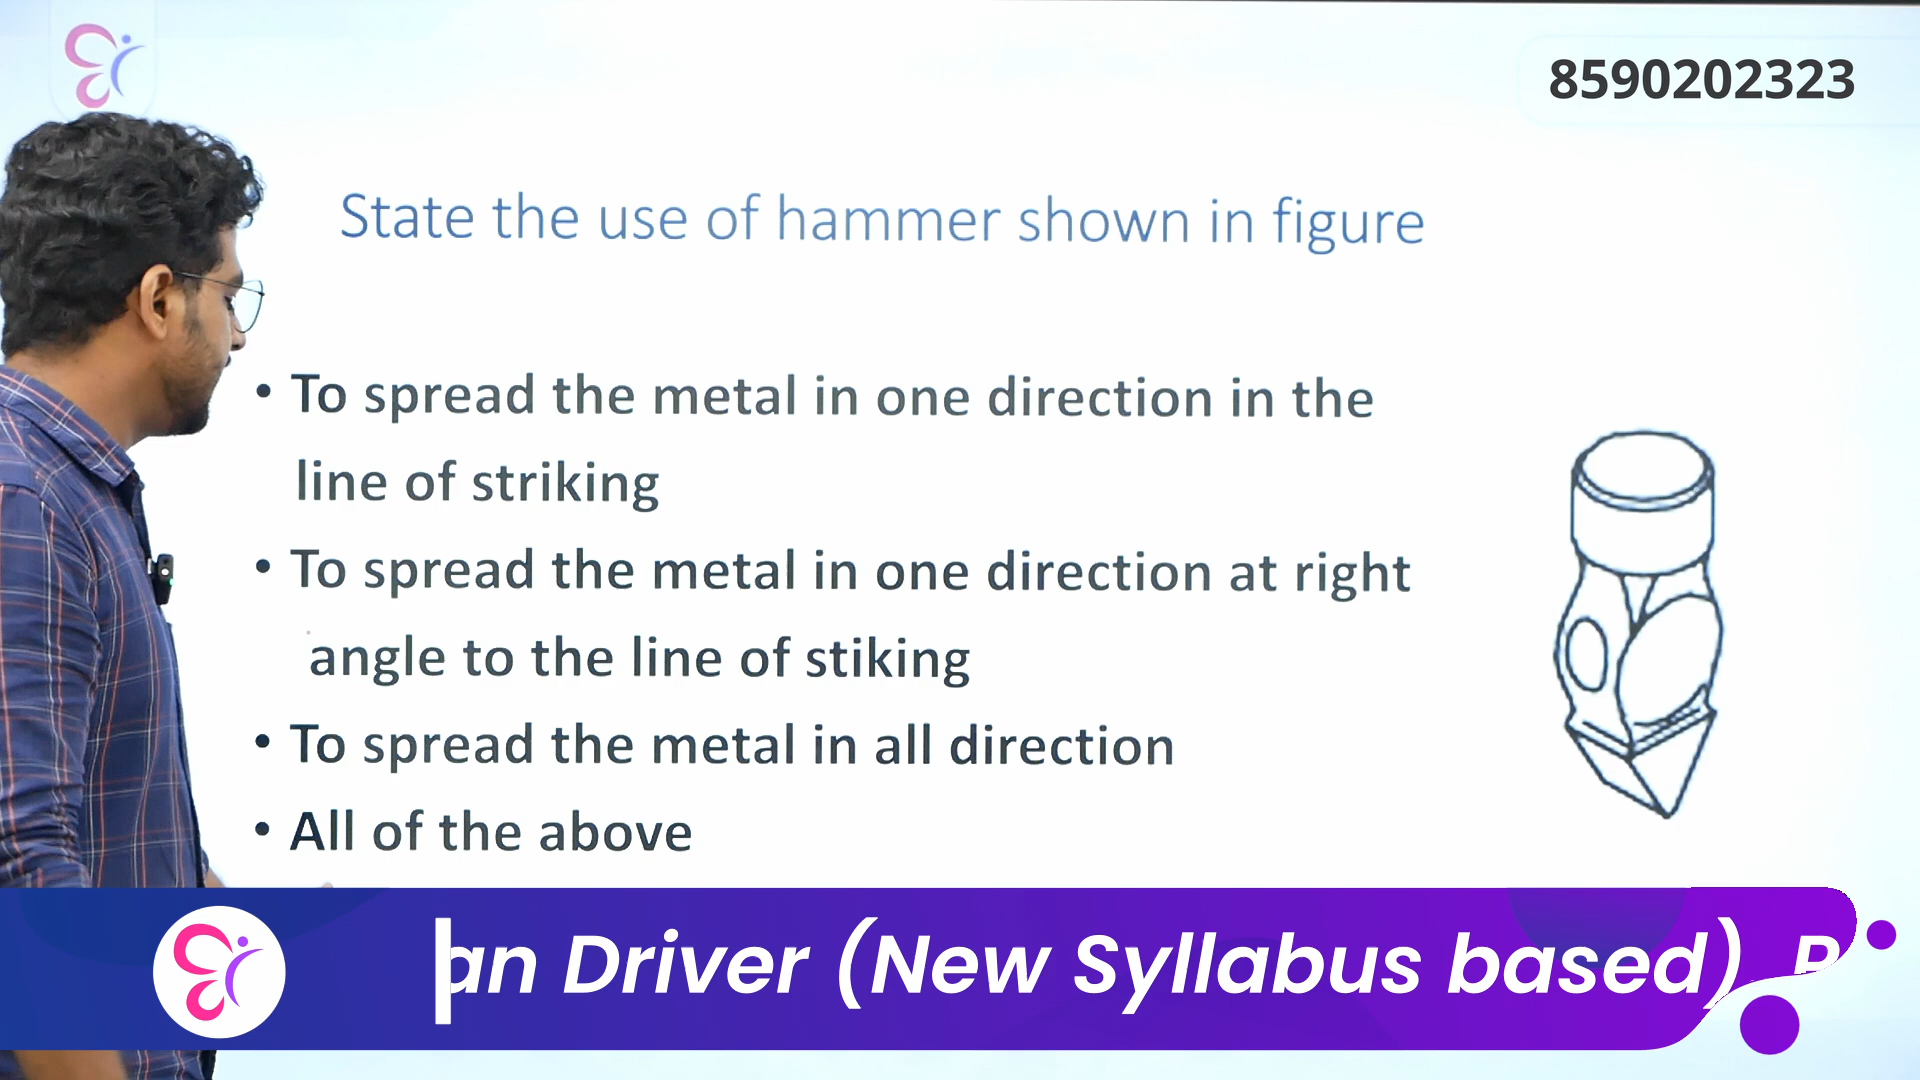 8590202323
State the use of hammer shown in figure
• To spread the metal in one direction in the
line of striking
• To spread the metal in one direction at right
angle to the line of stiking
• To spread the metal in all direction
• All of the above
an Driver (New Syllabus based)